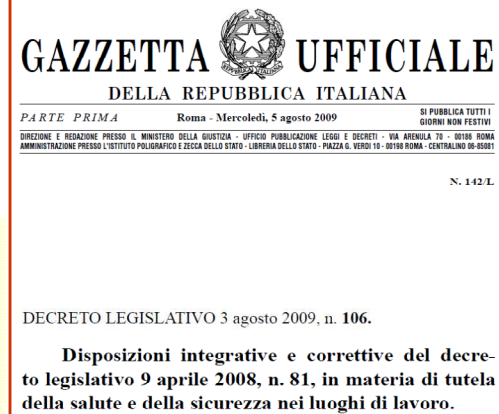 GAZZETTA UFFICIALE
DELLA REPUBBLICA ITALIANA
PARTE PRIMA Roma - Mercoledì, 5 agosto 2009 SI PUBBLICA TUTTI I
GIORNI NON FESTIVI
DIREZIONE E REDAZIONE PRESSO IL MINISTERO DELLA GIUSTIZIA - UFFICIO PUBBLICAZIONE LEGGI E DECRETI - VIA ARENULA 70 - 00186 ROMA
AMMINISTRAZIONE PRESSO L'ISTITUTO POLIGRAFICO E ZECCA DELLO STATO - LIBRERIA DELLO STATO - PIAZZA G. VERDI 10 - 00198 ROMA - CENTRALINO 06-85081
N. 142/L
DECRETO LEGISLATIVO 3 agosto 2009, n. 106.
Disposizioni integrative e correttive del decre-
to legislativo 9 aprile 2008, n. 81, in materia di tutela
della salute e della sicurezza nei luoghi di lavoro.